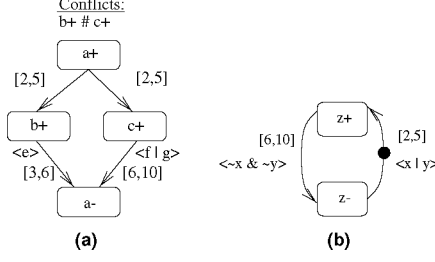 Conflicts:
b+ # c+
a+
[2,5]
[2,5]
b+
c+
<e>
<f | g>
[3,6]
[6,10]
a-
(a)
z+
[6,10]
[2,5]
<~x & ~y>
<x | y>
z-
(b)